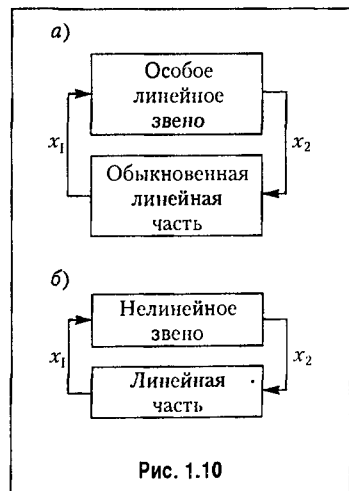 а)
Особое
линейное
звено
x₁
x₂
Обыкновенная
линейная
часть
б)
Нелинейное
звено
x₁
x₂
Линейная
часть
Рис. 1.10